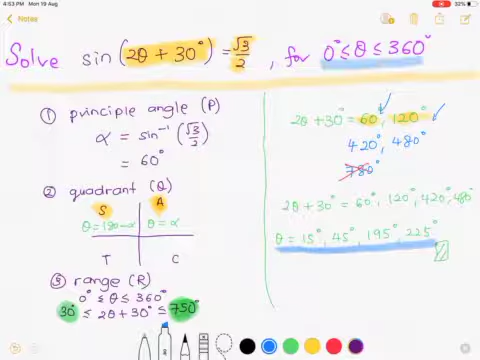 4:53 PM Mon 19 Aug
32%
Notes
Solve sin(2θ + 30°) = √3/2, for 0° ≤ θ ≤ 360°
① principle angle (P)
α = sin⁻¹(√3/2)
= 60°
② quadrant (Q)
S A
θ = 180 - α θ = α
T C
③ range (R)
0° ≤ θ ≤ 360°
30° ≤ 2θ + 30° ≤ 750°
2θ + 30° = 60°, 120°
420°, 480°
780°
2θ + 30° = 60°, 120°, 420°, 480°
θ = 15°, 45°, 195°, 225°